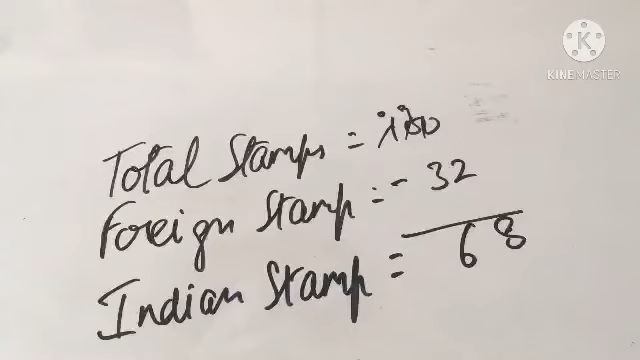 KINEMASTER
Total Stamps = 100
Foreign Stamp = - 32
Indian Stamp = 68